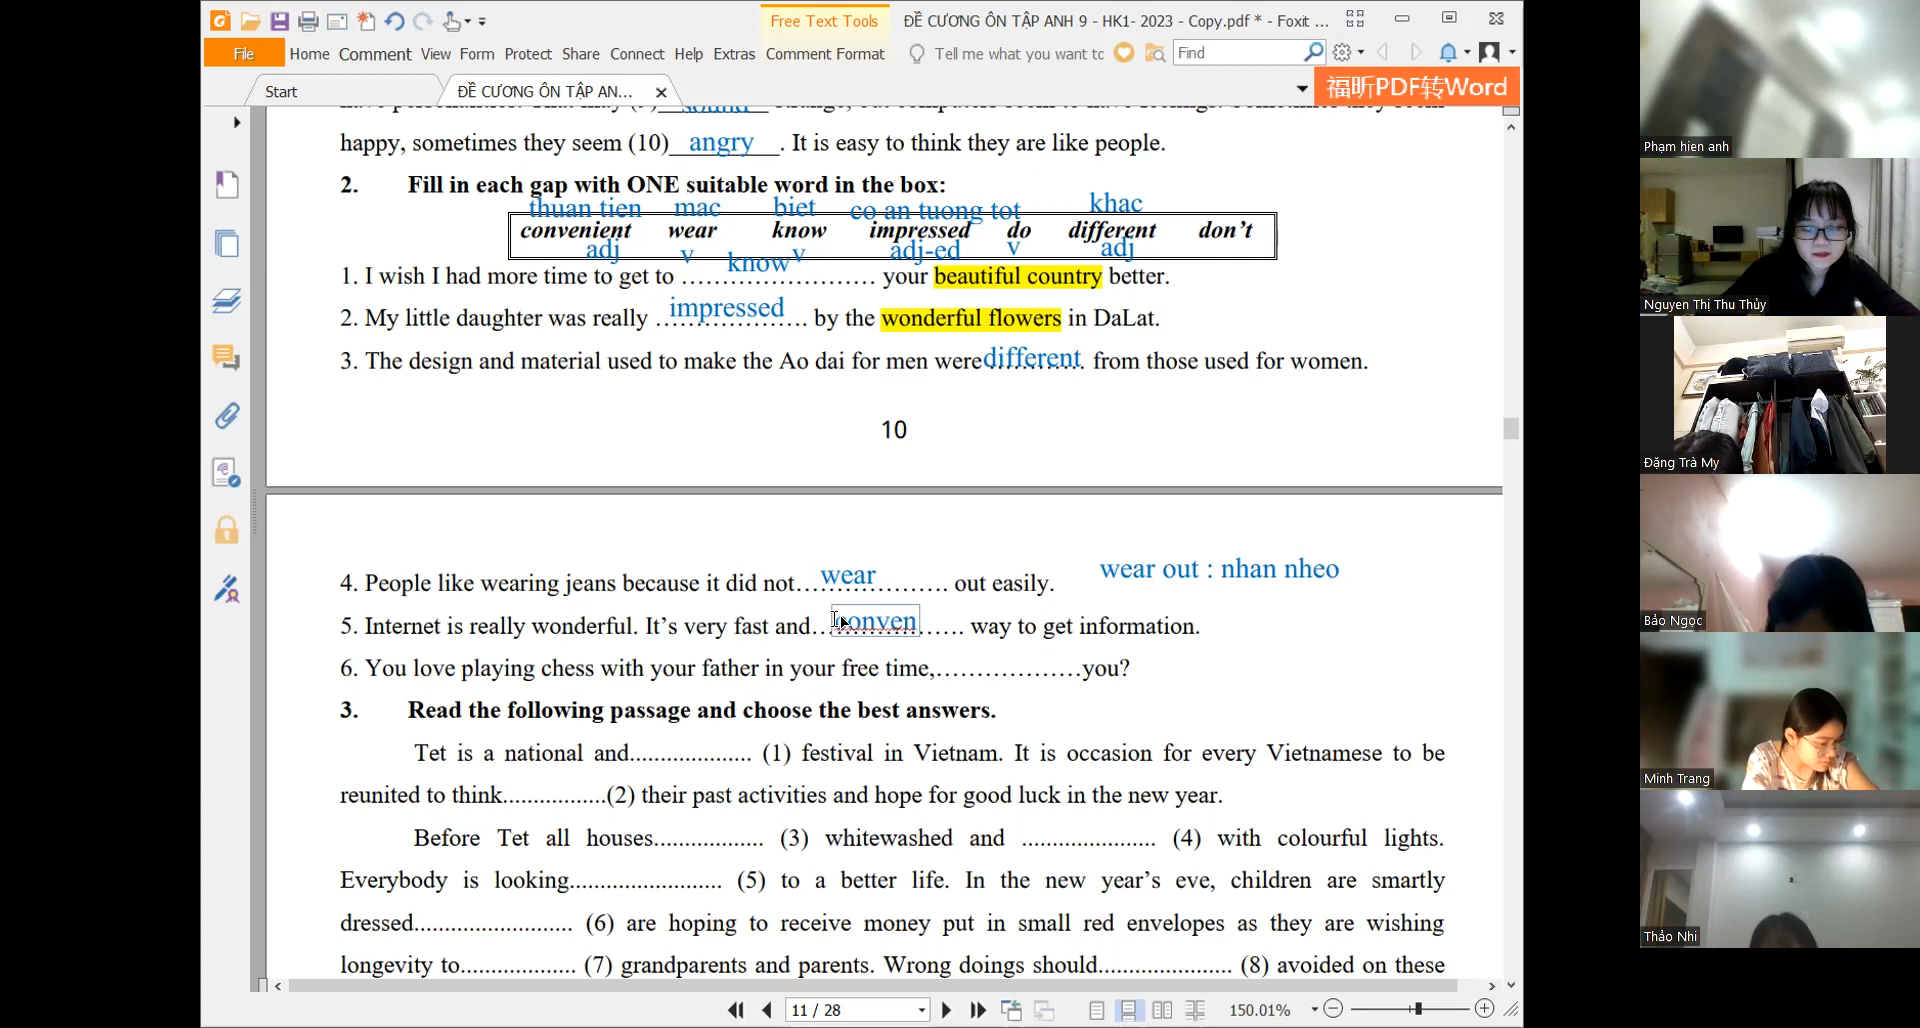 Free Text Tools
ĐỀ CƯƠNG ÔN TẬP ANH 9 - HK1- 2023 - Copy.pdf * - Foxit ...
File Home Comment View Form Protect Share Connect Help Extras Comment Format Tell me what you want to Find
Start ĐỀ CƯƠNG ÔN TẬP AN...
福昕PDF转Word
happy, sometimes they seem (10)_ angry . It is easy to think they are like people.
2. Fill in each gap with ONE suitable word in the box:
thuan tien mac biet co an tuong tot khac
convenient wear know impressed do different don't
adj v v adj-ed v adj
1. I wish I had more time to get to know your beautiful country better.
2. My little daughter was really impressed by the wonderful flowers in DaLat.
3. The design and material used to make the Ao dai for men were different from those used for women.
10
4. People like wearing jeans because it did not wear out easily.
wear out : nhan nheo
5. Internet is really wonderful. It's very fast and conven way to get information.
6. You love playing chess with your father in your free time,..................you?
3. Read the following passage and choose the best answers.
Tet is a national and.................... (1) festival in Vietnam. It is occasion for every Vietnamese to be
reunited to think.................(2) their past activities and hope for good luck in the new year.
Before Tet all houses.................. (3) whitewashed and ...................... (4) with colourful lights.
Everybody is looking......................... (5) to a better life. In the new year's eve, children are smartly
dressed.......................... (6) are hoping to receive money put in small red envelopes as they are wishing
longevity to................... (7) grandparents and parents. Wrong doings should...................... (8) avoided on these
11 / 28
150.01%
Phạm hien anh
Nguyen Thị Thu Thủy
Đặng Trà My
Bảo Ngọc
Minh Trang
Thảo Nhi